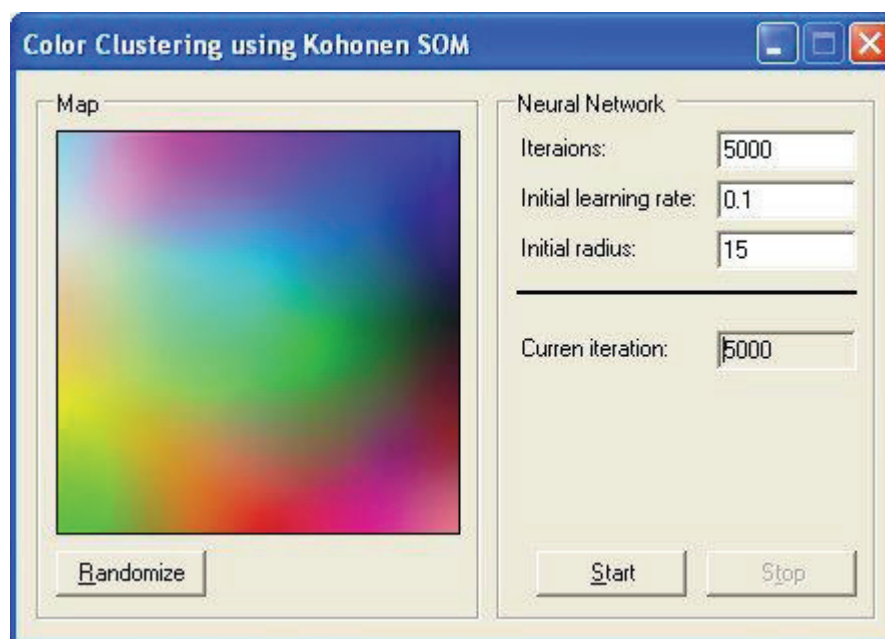 Color Clustering using Kohonen SOM
Map
Randomize
Neural Network
Iteraions: 5000
Initial learning rate: 0.1
Initial radius: 15
Curren iteration: 5000
Start Stop